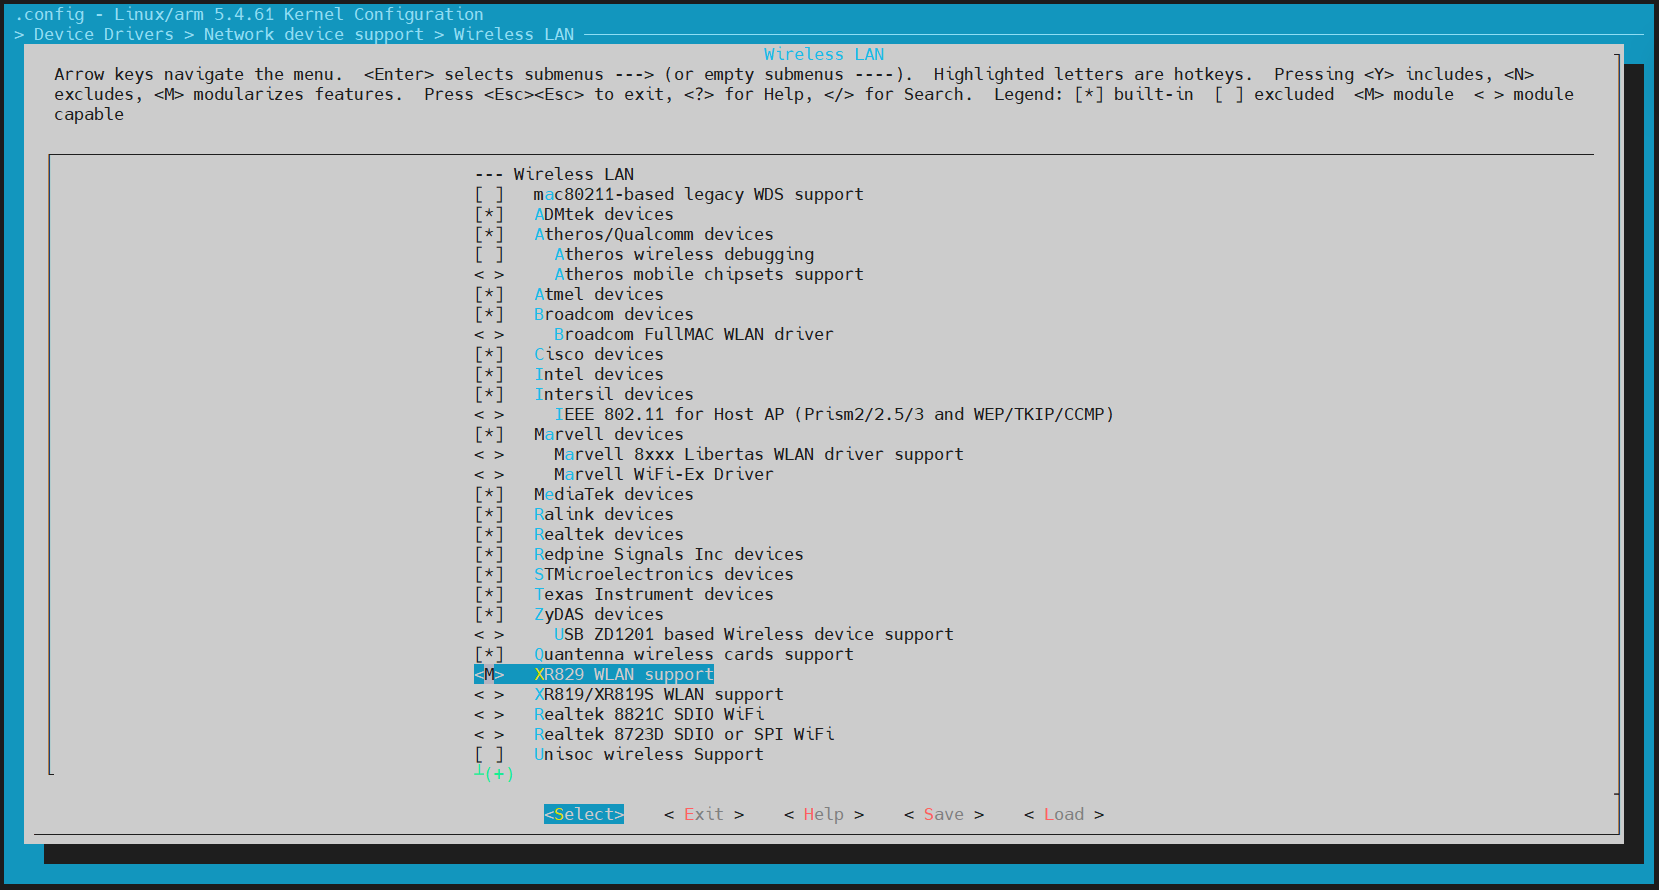 .config - Linux/arm 5.4.61 Kernel Configuration
> Device Drivers > Network device support > Wireless LAN
Wireless LAN
Arrow keys navigate the menu.  <Enter> selects submenus ---> (or empty submenus ----).  Highlighted letters are hotkeys.  Pressing <Y> includes, <N>
excludes, <M> modularizes features.  Press <Esc><Esc> to exit, <?> for Help, </> for Search.  Legend: [*] built-in  [ ] excluded  <M> module  < > module
capable
--- Wireless LAN
[ ]   mac80211-based legacy WDS support
[*]   ADMtek devices
[*]   Atheros/Qualcomm devices
[ ]     Atheros wireless debugging
< >     Atheros mobile chipsets support
[*]   Atmel devices
[*]   Broadcom devices
< >     Broadcom FullMAC WLAN driver
[*]   Cisco devices
[*]   Intel devices
[*]   Intersil devices
< >     IEEE 802.11 for Host AP (Prism2/2.5/3 and WEP/TKIP/CCMP)
[*]   Marvell devices
< >     Marvell 8xxx Libertas WLAN driver support
< >     Marvell WiFi-Ex Driver
[*]   MediaTek devices
[*]   Ralink devices
[*]   Realtek devices
[*]   Redpine Signals Inc devices
[*]   STMicroelectronics devices
[*]   Texas Instrument devices
[*]   ZyDAS devices
< >     USB ZD1201 based Wireless device support
[*]   Quantenna wireless cards support
<M>   XR829 WLAN support
< >   XR819/XR819S WLAN support
< >   Realtek 8821C SDIO WiFi
< >   Realtek 8723D SDIO or SPI WiFi
[ ]   Unisoc wireless Support
┴(+)
<Select>    < Exit >    < Help >    < Save >    < Load >